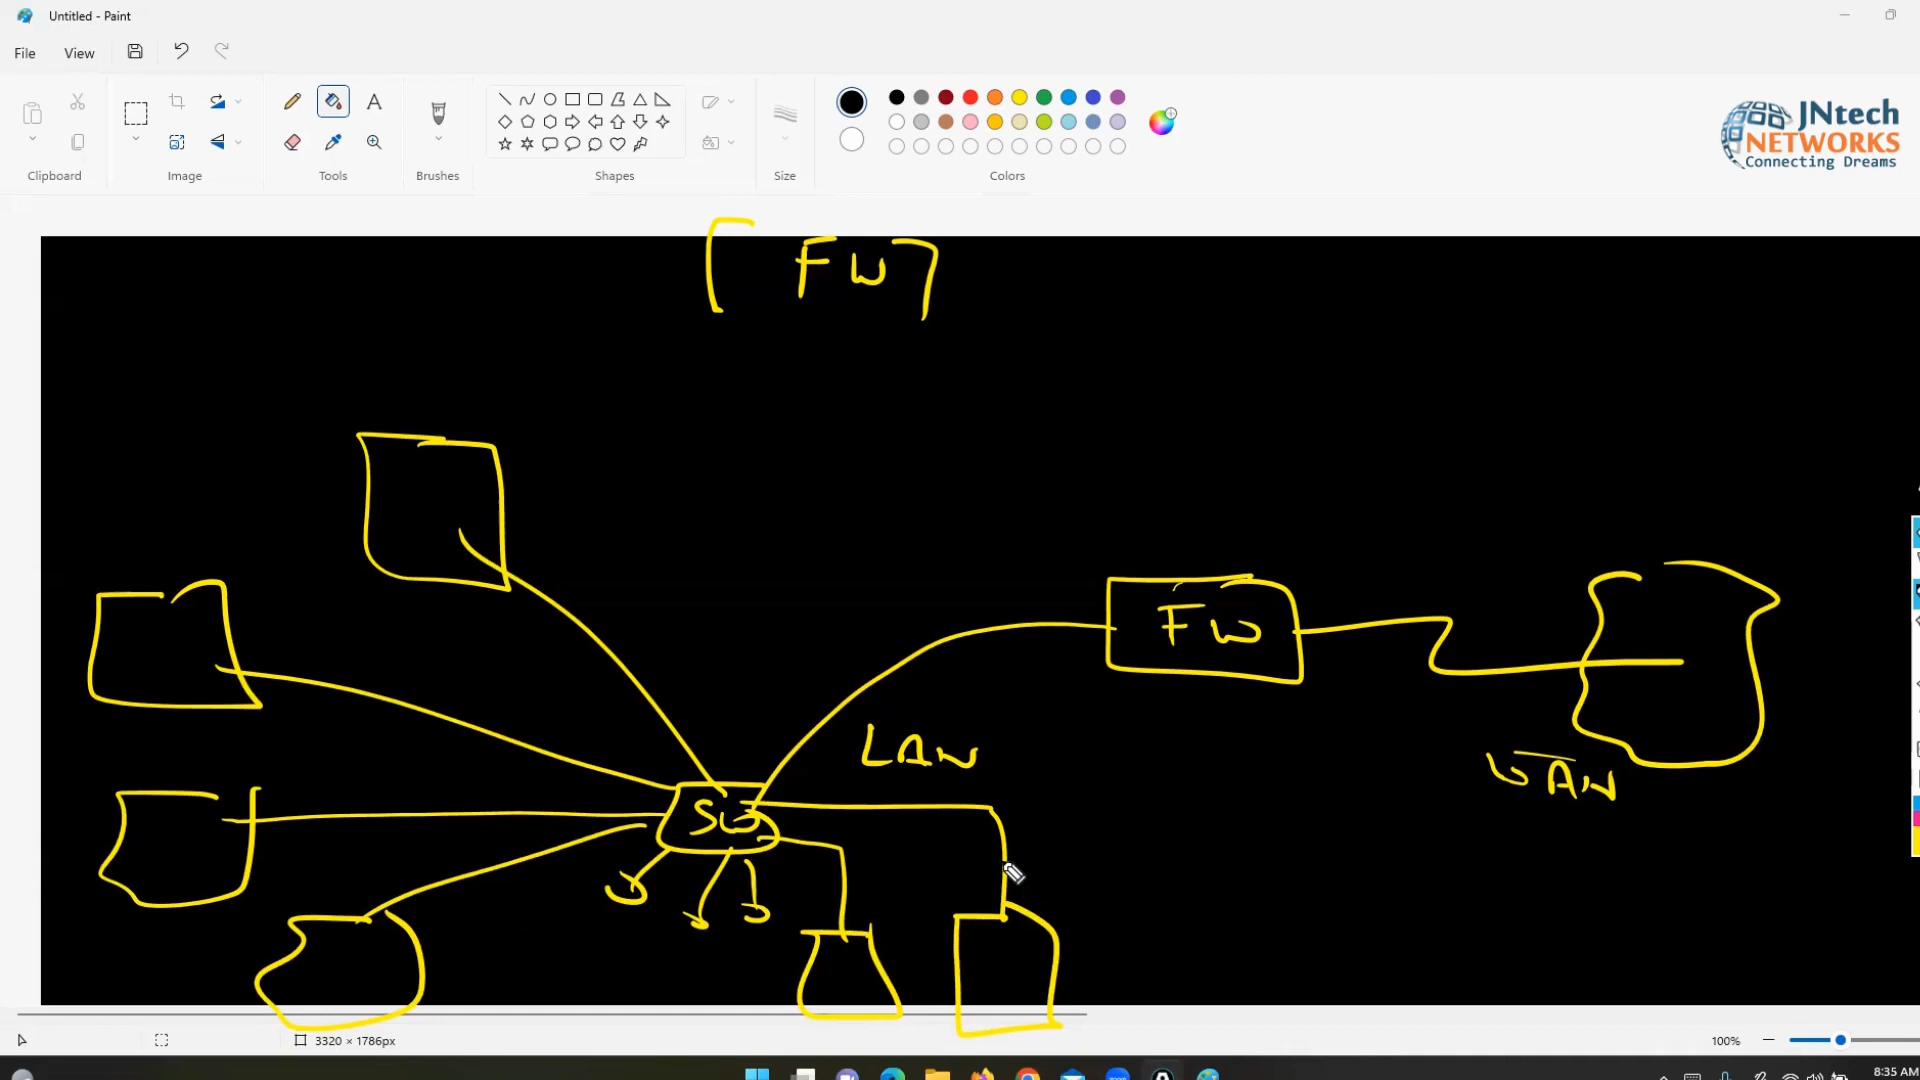 Untitled - Paint
File View
JNtech
NETWORKS
Connecting Dreams
Clipboard Image Tools Brushes Shapes Size Colors
FW
FW
LAN
WAN
SW
3320 × 1786px
100%
8:35 AM